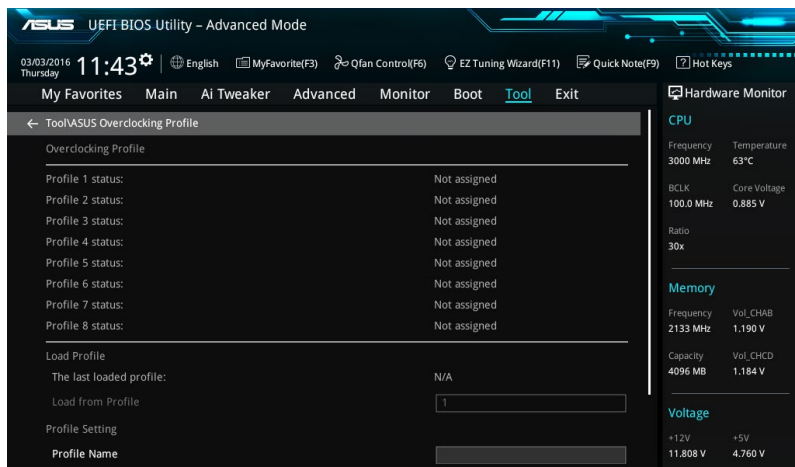 ASUS UEFI BIOS Utility – Advanced Mode
03/03/2016 Thursday 11:43 English MyFavorite(F3) Qfan Control(F6) EZ Tuning Wizard(F11) Quick Note(F9) ? Hot Keys
My Favorites Main Ai Tweaker Advanced Monitor Boot Tool Exit
← Tool\ASUS Overclocking Profile
Overclocking Profile
Profile 1 status: Not assigned
Profile 2 status: Not assigned
Profile 3 status: Not assigned
Profile 4 status: Not assigned
Profile 5 status: Not assigned
Profile 6 status: Not assigned
Profile 7 status: Not assigned
Profile 8 status: Not assigned
Load Profile
The last loaded profile: N/A
Load from Profile 1
Profile Setting
Profile Name
Hardware Monitor
CPU
Frequency Temperature
3000 MHz 63°C
BCLK Core Voltage
100.0 MHz 0.885 V
Ratio
30x
Memory
Frequency Vol_CHAB
2133 MHz 1.190 V
Capacity Vol_CHCD
4096 MB 1.184 V
Voltage
+12V +5V
11.808 V 4.760 V